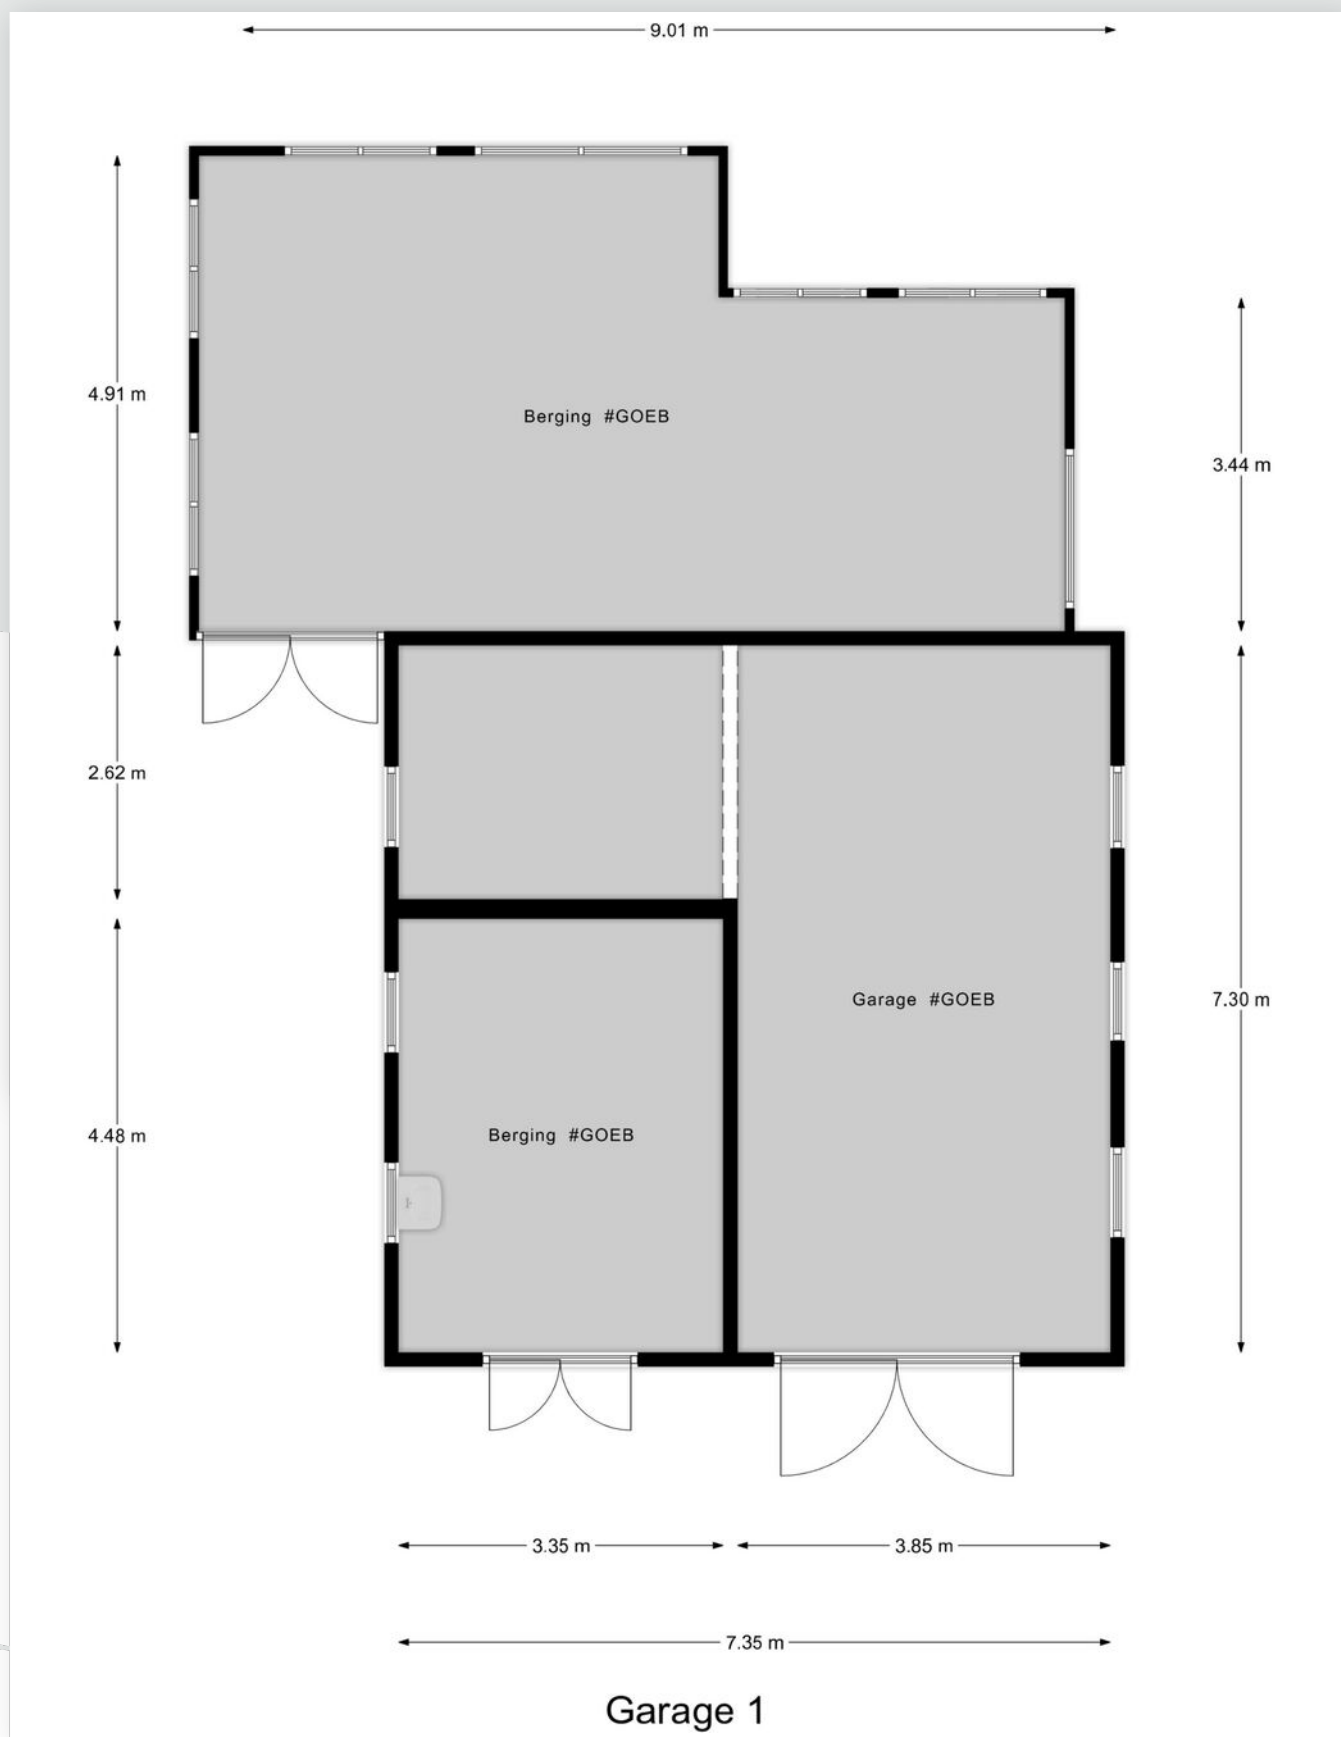 9.01 m
4.91 m
Berging #GOEB
3.44 m
2.62 m
Garage #GOEB
7.30 m
4.48 m
Berging #GOEB
3.35 m
3.85 m
7.35 m
Garage 1